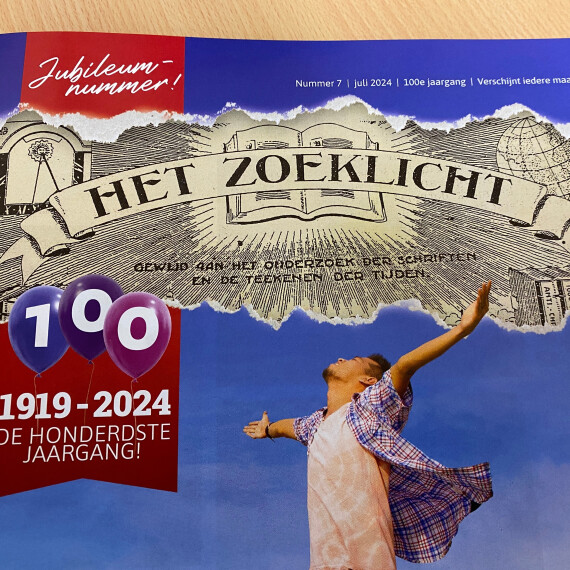 Jubileum-
nummer!
Nummer 7 | juli 2024 | 100e jaargang | Verschijnt iedere maa
HET ZOEKLICHT
GEWIJD AAN HET ONDERZOEK DER SCHRIFTEN
EN DE TEEKENEN DER TIJDEN.
100
1919 - 2024
DE HONDERDSTE
JAARGANG!